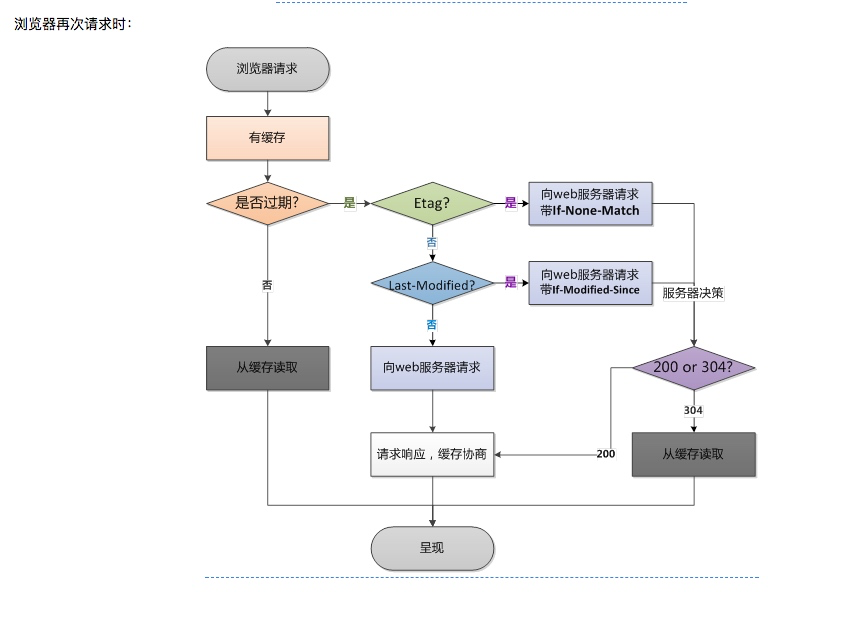 浏览器再次请求时：
浏览器请求
有缓存
是否过期?
是
Etag?
是
向web服务器请求
带If-None-Match
否
否
Last-Modified?
是
向web服务器请求
带If-Modified-Since
服务器决策
否
从缓存读取
向web服务器请求
200 or 304?
304
请求响应，缓存协商
200
从缓存读取
呈现